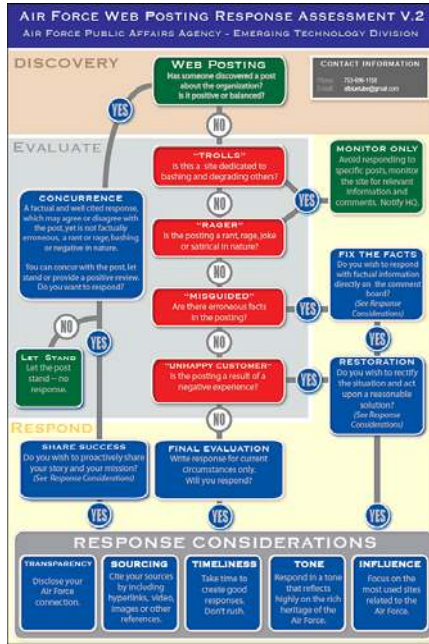 AIR FORCE WEB POSTING RESPONSE ASSESSMENT V.2
AIR FORCE PUBLIC AFFAIRS AGENCY - EMERGING TECHNOLOGY DIVISION
DISCOVERY
WEB POSTING
Has someone discovered a post
about the organization?
Is it positive or balanced?
CONTACT INFORMATION
YES
NO
EVALUATE
"TROLLS"
Is this a site dedicated to
bashing and degrading others?
MONITOR ONLY
Avoid responding to
specific posts, monitor
the site for relevant
information and
comments. Notify HQ.
YES
NO
CONCURRENCE
A factual and well cited response,
which may agree or disagree with
the post, yet is not factually
erroneous, a rant or rage, bashing
or negative in nature.
You can concur with the post, let
stand or provide a positive review.
Do you want to respond?
"RAGER"
Is the posting a rant, rage, joke
or satirical in nature?
NO
FIX THE FACTS
Do you wish to respond
with factual information
directly on the comment
board?
(See Response
Considerations)
"MISGUIDED"
Are there erroneous facts
in the posting?
YES
NO
YES
NO
YES
LET STAND
Let the post
stand – no
response.
"UNHAPPY CUSTOMER"
Is the posting a result of a
negative experience?
YES
RESTORATION
Do you wish to rectify
the situation and act
upon a reasonable
solution?
(See Response
Considerations)
NO
RESPOND
SHARE SUCCESS
Do you wish to proactively share
your story and your mission?
(See Response Considerations)
FINAL EVALUATION
Write response for current
circumstances only.
Will you respond?
YES
YES
YES
RESPONSE CONSIDERATIONS
TRANSPARENCY
Disclose your
Air Force
connection.
SOURCING
Cite your sources
by including
hyperlinks, video,
images or other
references.
TIMELINESS
Take time to
create good
responses.
Don't rush.
TONE
Respond in a tone
that reflects
highly on the rich
heritage of the
Air Force.
INFLUENCE
Focus on the
most used sites
related to the
Air Force.